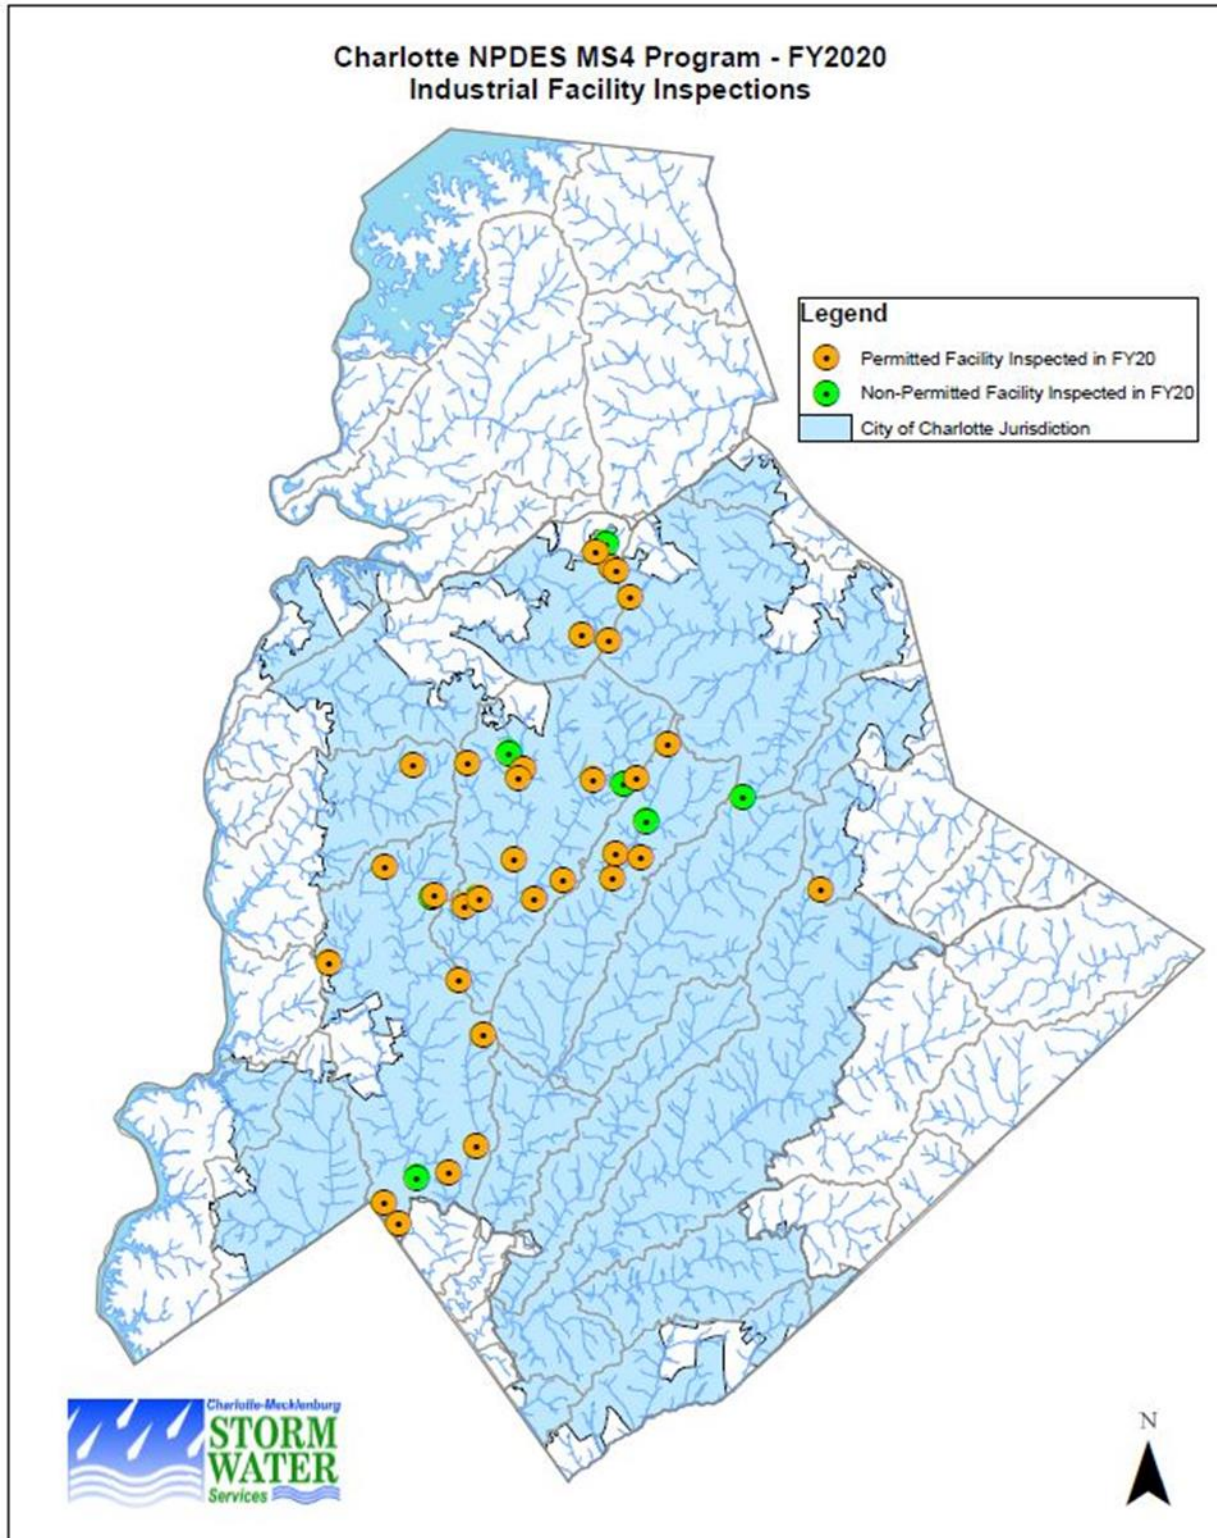 Charlotte NPDES MS4 Program - FY2020
Industrial Facility Inspections
Legend
Permitted Facility Inspected in FY20
Non-Permitted Facility Inspected in FY20
City of Charlotte Jurisdiction
Charlotte-Mecklenburg
STORM
WATER
Services
N